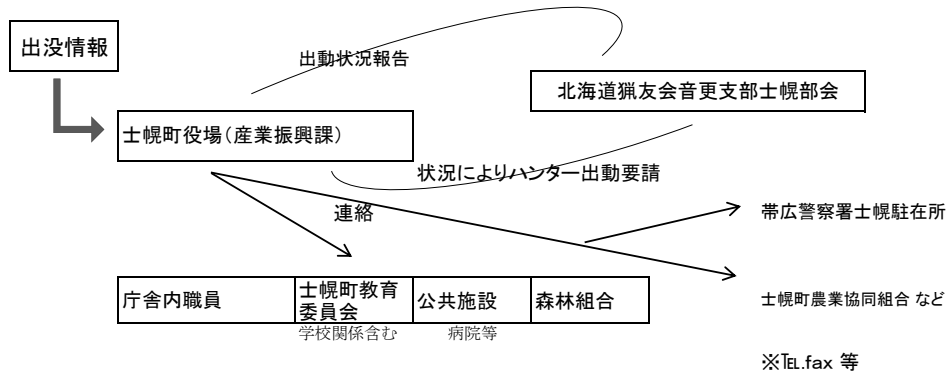 出没情報
出動状況報告
北海道猟友会音更支部士幌部会
士幌町役場（産業振興課）
状況によりハンター出動要請
連絡
帯広警察署士幌駐在所
庁舎内職員
士幌町教育
委員会
公共施設
森林組合
学校関係含む
病院等
士幌町農業協同組合 など
※℡.fax 等